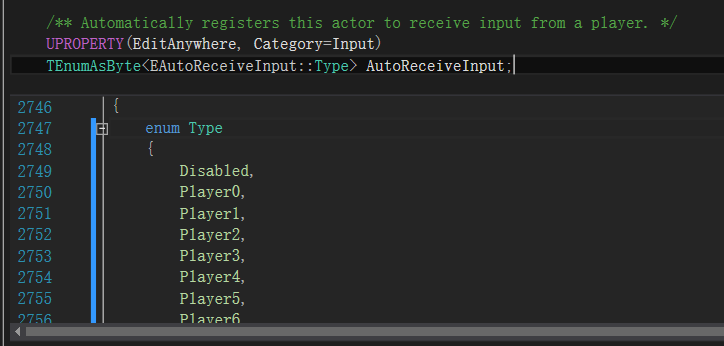 /** Automatically registers this actor to receive input from a player. */
UPROPERTY(EditAnywhere, Category=Input)
TEnumAsByte<EAutoReceiveInput::Type> AutoReceiveInput;
2746 {
2747 enum Type
2748 {
2749 Disabled,
2750 Player0,
2751 Player1,
2752 Player2,
2753 Player3,
2754 Player4,
2755 Player5,
2756 Player6